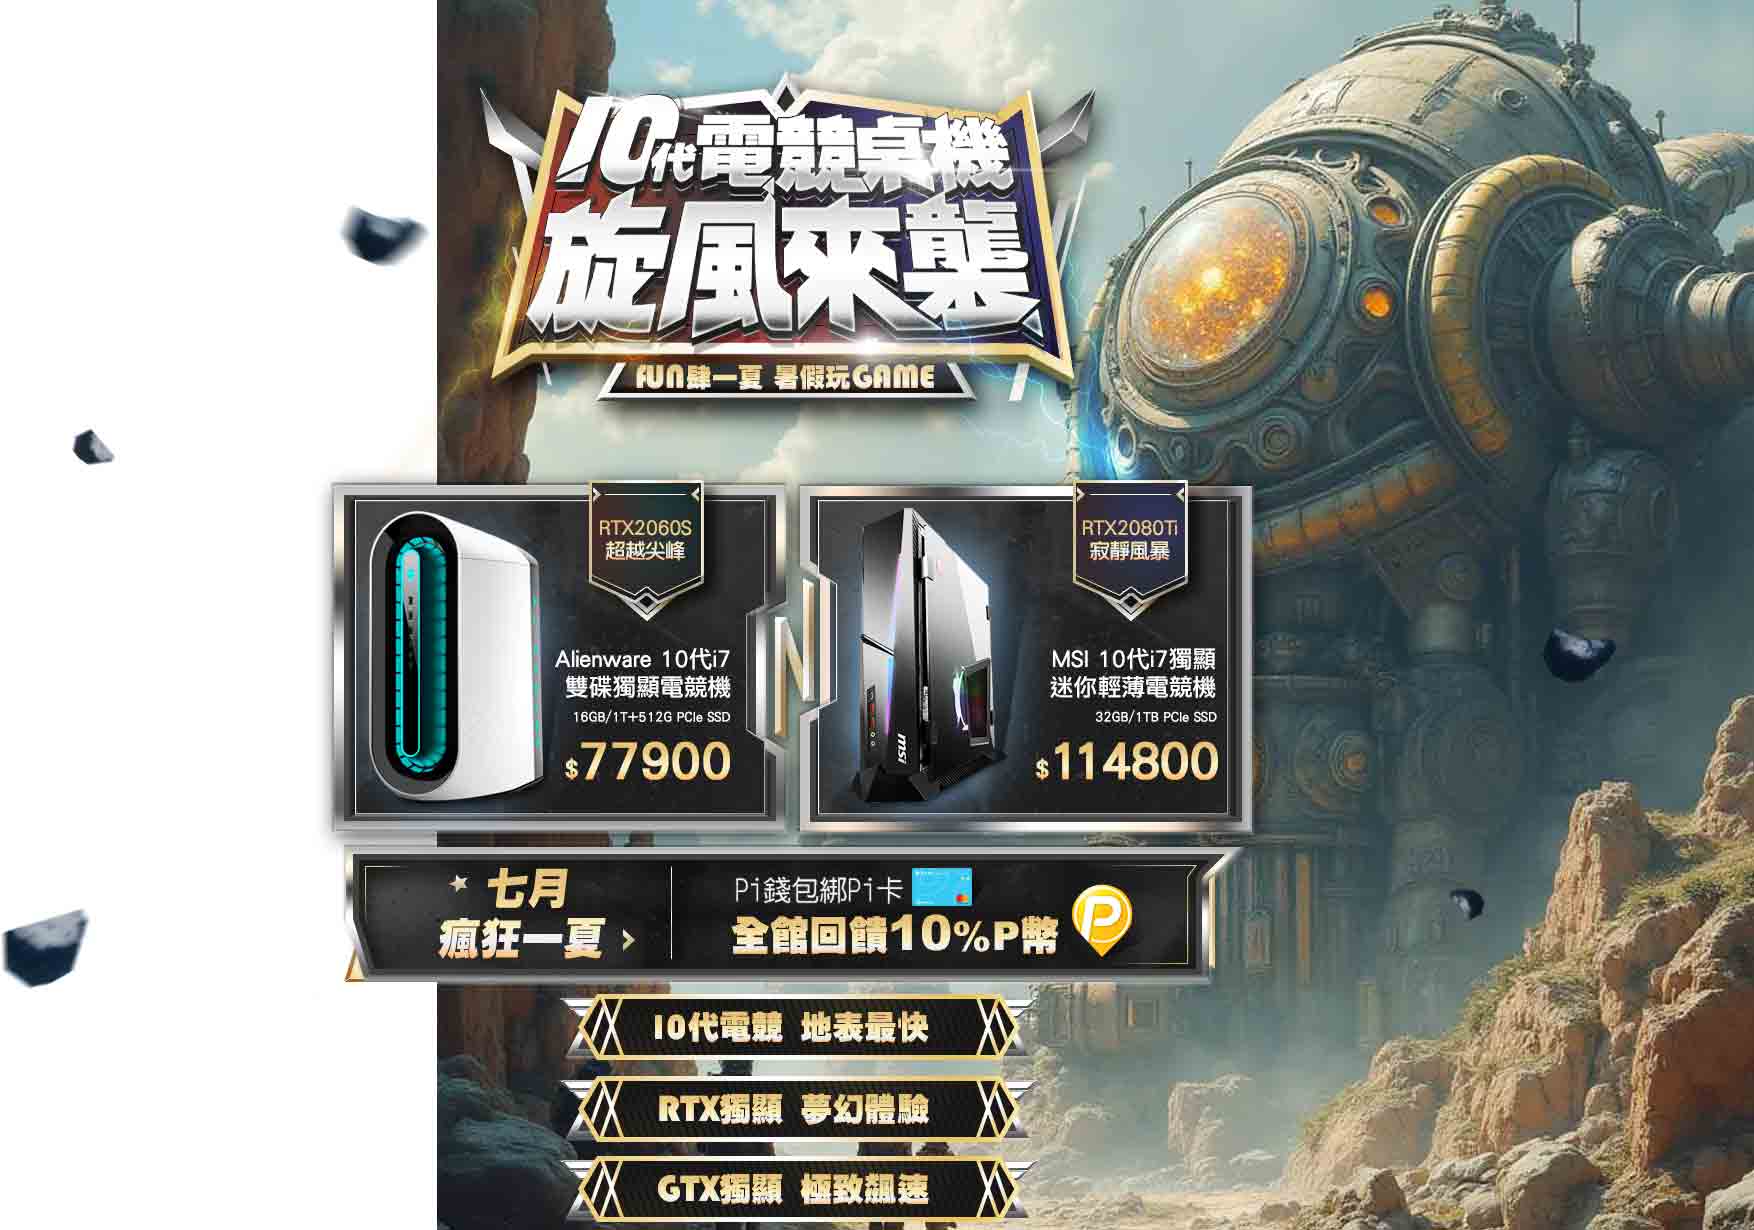 10代電競桌機
旋風來襲
FUN肆一夏 暑假玩GAME
RTX2060S
超越尖峰
Alienware 10代i7
雙碟獨顯電競機
16GB/1T+512G PCIe SSD
$77900
RTX2080Ti
寂靜風暴
msi
MSI 10代i7獨顯
迷你輕薄電競機
32GB/1TB PCIe SSD
$114800
七月
瘋狂一夏
Pi錢包綁Pi卡
全館回饋10%P幣
P
10代電競 地表最快
RTX獨顯 夢幻體驗
GTX獨顯 極致飆速